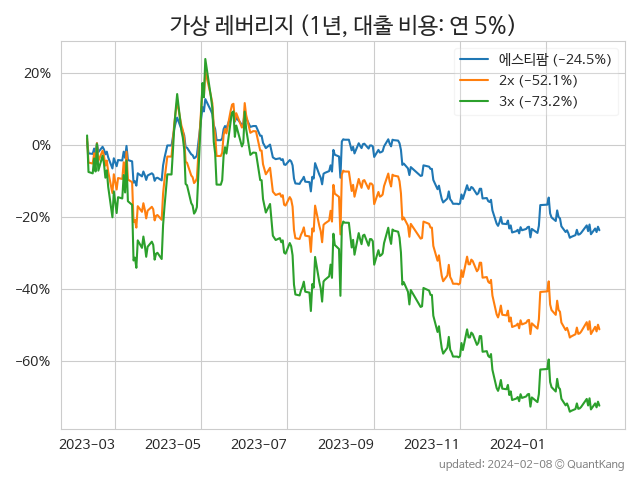 가상 레버리지 (1년, 대출 비용: 연 5%)
에스티팜 (−24.5%)
2x (−52.1%)
3x (−73.2%)
20%
0%
−20%
−40%
−60%
2023-03 2023-05 2023-07 2023-09 2023-11 2024-01
updated: 2024-02-08 © QuantKang